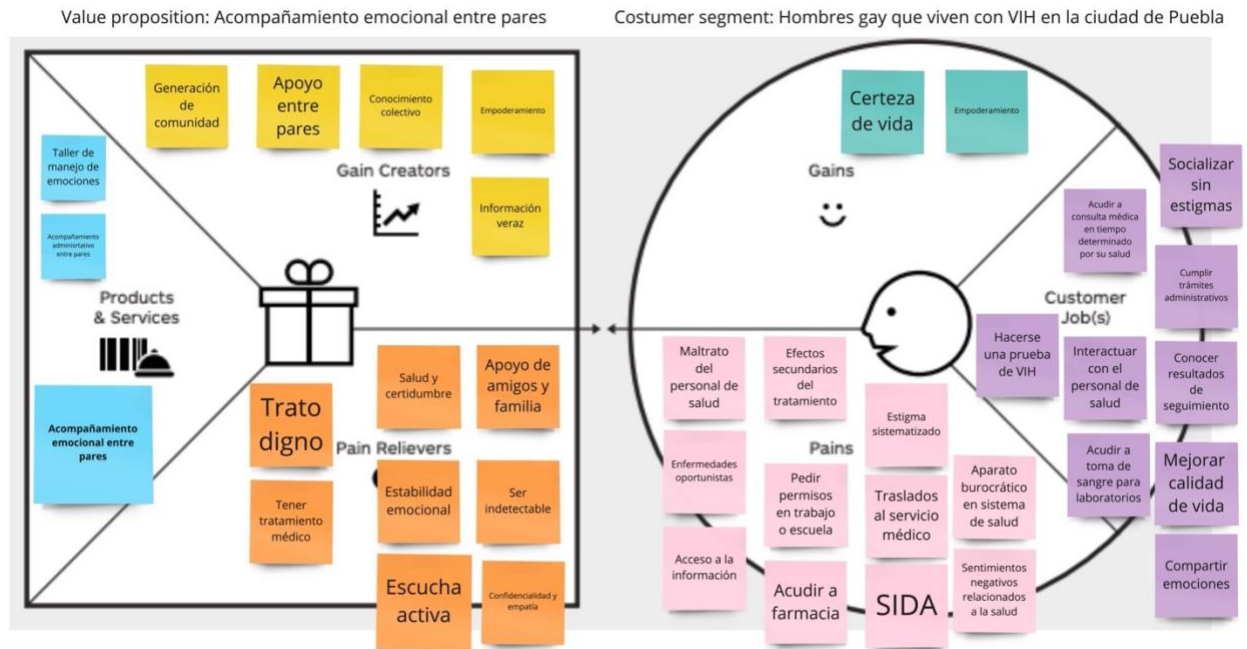 Value proposition: Acompañamiento emocional entre pares
Costumer segment: Hombres gay que viven con VIH en la ciudad de Puebla
Generación
de
comunidad
Apoyo
entre
pares
Conocimiento
colectivo
Empoderamiento
Gain Creators
Información
veraz
Taller de
manejo de
emociones
Acompañamiento
administrativo
entre pares
Products
& Services
Acompañamiento
emocional entre
pares
Salud y
certidumbre
Apoyo de
amigos y
familia
Trato
digno
Pain Relievers
Tener
tratamiento
médico
Estabilidad
emocional
Ser
indetectable
Escucha
activa
Confidencialidad y
empatía
Certeza
de vida
Empoderamiento
Gains
Socializar
sin
estigmas
Acudir a
consulta médica
en tiempo
determinado
por su salud
Cumplir
trámites
administrativos
Customer
Job(s)
Hacerse
una prueba
de VIH
Interactuar
con el
personal de
salud
Conocer
resultados
de
seguimiento
Acudir a
toma de
sangre para
laboratorios
Mejorar
calidad
de vida
Compartir
emociones
Maltrato
del
personal de
salud
Efectos
secundarios
del
tratamiento
Estigma
sistematizado
Pains
Enfermedades
oportunistas
Pedir
permisos
en trabajo
o escuela
Traslados
al servicio
médico
Aparato
burocrático
en sistema
de salud
Acceso a la
información
Acudir a
farmacia
SIDA
Sentimientos
negativos
relacionados
a la salud